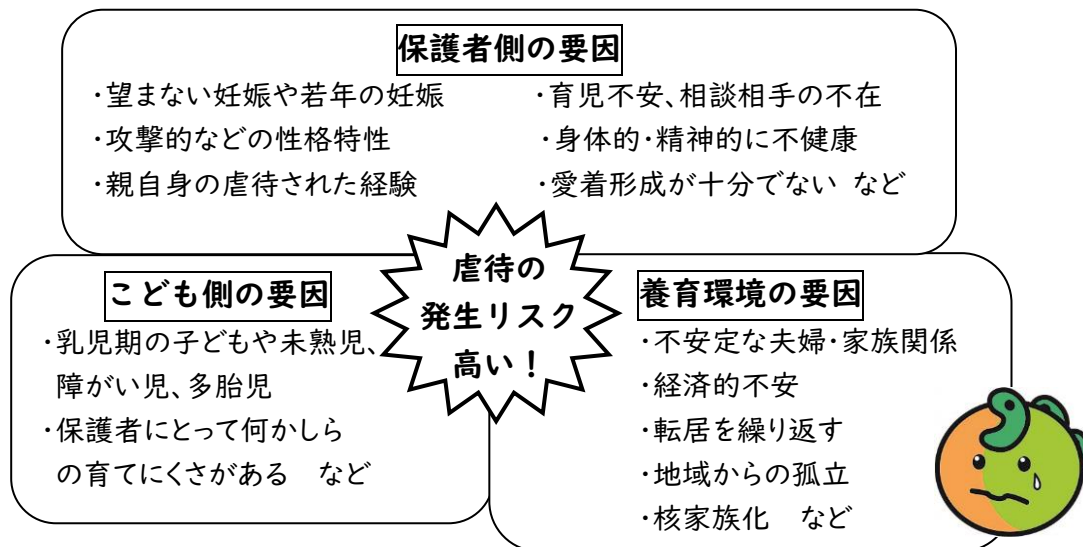 保護者側の要因
・望まない妊娠や若年の妊娠
・攻撃的などの性格特性
・親自身の虐待された経験
・育児不安、相談相手の不在
・身体的・精神的に不健康
・愛着形成が十分でない など
虐待の
発生リスク
高い！
こども側の要因
・乳児期の子どもや未熟児、
障がい児、多胎児
・保護者にとって何かしら
の育てにくさがある など
養育環境の要因
・不安定な夫婦・家族関係
・経済的不安
・転居を繰り返す
・地域からの孤立
・核家族化 など